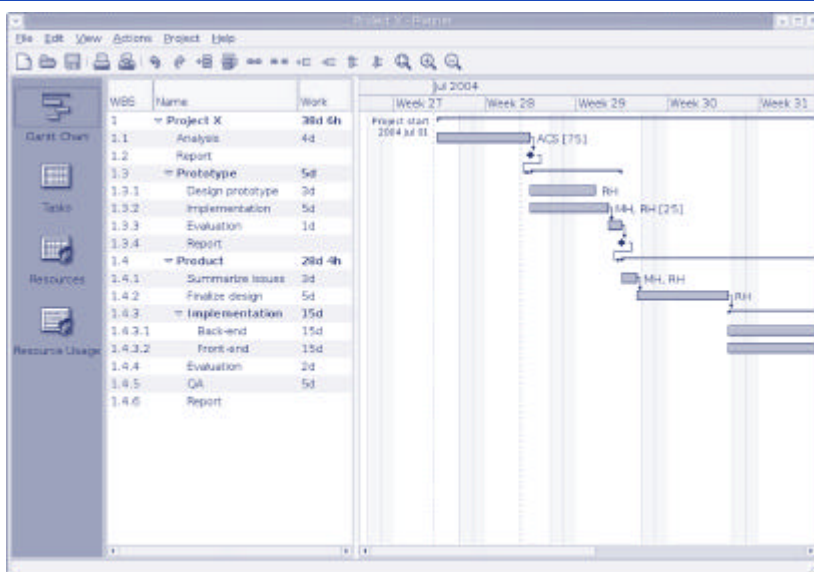 Project X - Planner
File Edit View Actions Project Help
Gantt Chart
Tasks
Resources
Resource Usage
WBS Name Work
1 Project X 38d 6h
1.1 Analysis 4d
1.2 Report
1.3 Prototype 5d
1.3.1 Design prototype 3d
1.3.2 Implementation 5d
1.3.3 Evaluation 1d
1.3.4 Report
1.4 Product 28d 4h
1.4.1 Summarize issues 3d
1.4.2 Finalize design 5d
1.4.3 Implementation 15d
1.4.3.1 Back-end 15d
1.4.3.2 Front-end 15d
1.4.4 Evaluation 2d
1.4.5 QA 5d
1.4.6 Report
Jul 2004
Week 27 Week 28 Week 29 Week 30 Week 31
Project start
2004 Jul 01
ACS [75]
RH
MH, RH [25]
MH, RH
RH